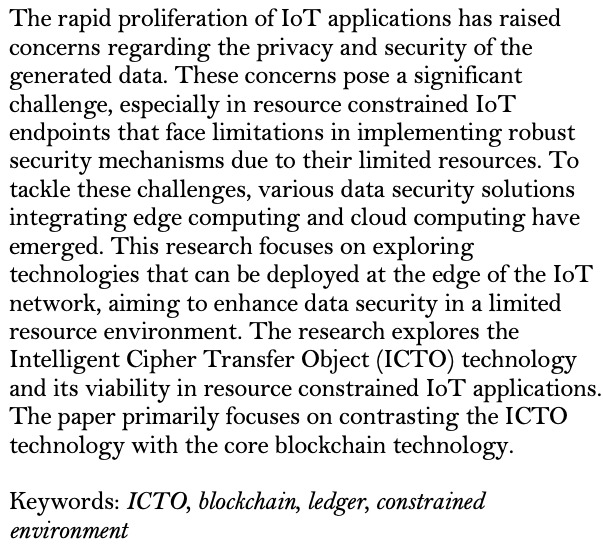 The rapid proliferation of IoT applications has raised
concerns regarding the privacy and security of the
generated data. These concerns pose a significant
challenge, especially in resource constrained IoT
endpoints that face limitations in implementing robust
security mechanisms due to their limited resources. To
tackle these challenges, various data security solutions
integrating edge computing and cloud computing have
emerged. This research focuses on exploring
technologies that can be deployed at the edge of the IoT
network, aiming to enhance data security in a limited
resource environment. The research explores the
Intelligent Cipher Transfer Object (ICTO) technology
and its viability in resource constrained IoT applications.
The paper primarily focuses on contrasting the ICTO
technology with the core blockchain technology.
Keywords: ICTO, blockchain, ledger, constrained
environment